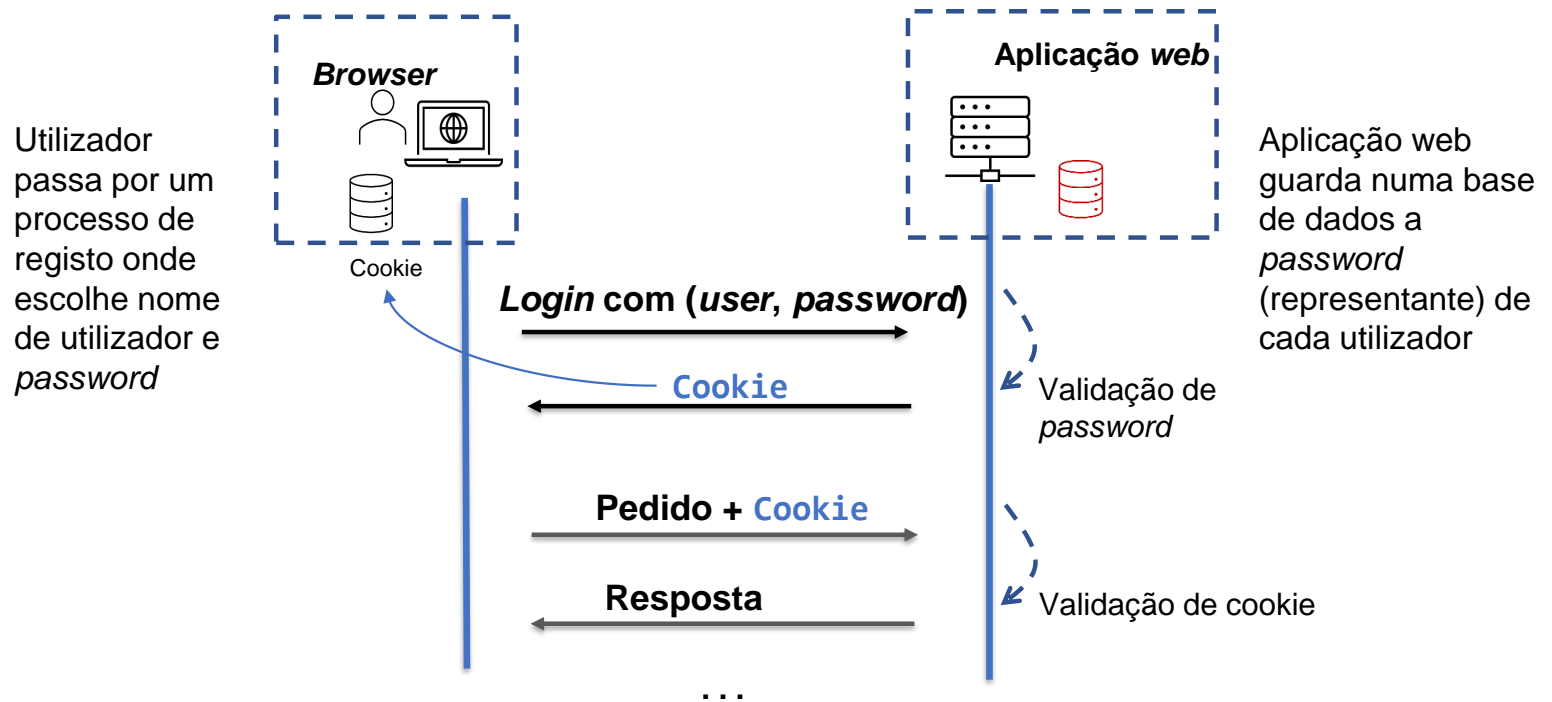 Browser
Aplicação web
Utilizador
passa por um
processo de
registo onde
escolhe nome
de utilizador e
password
Aplicação web
guarda numa base
de dados a
password
(representante) de
cada utilizador
Cookie
Login com (user, password)
Cookie
Validação de
password
Pedido + Cookie
Resposta
Validação de cookie
...